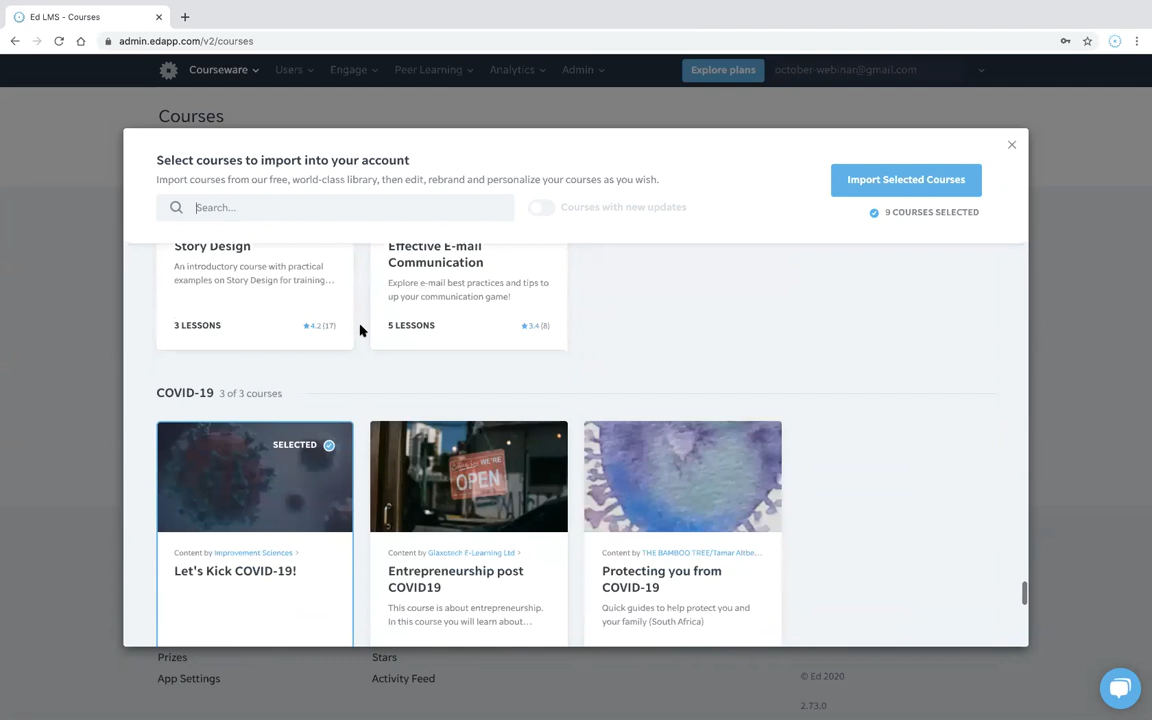 Ed LMS - Courses
admin.edapp.com/v2/courses
Courseware
Users
Engage
Peer Learning
Analytics
Admin
Explore plans
october-webinar@gmail.com
Courses
Select courses to import into your account
Import courses from our free, world-class library, then edit, rebrand and personalize your courses as you wish.
Import Selected Courses
Search...
Courses with new updates
9 COURSES SELECTED
Story Design
An introductory course with practical
examples on Story Design for training...
3 LESSONS
4.2 (17)
Effective E-mail
Communication
Explore e-mail best practices and tips to
up your communication game!
5 LESSONS
3.4 (8)
COVID-19 3 of 3 courses
SELECTED
Content by Improvement Sciences >
Let's Kick COVID-19!
WE'RE
OPEN
Content by Glaxotech E-Learning Ltd >
Entrepreneurship post
COVID19
This course is about entrepreneurship.
In this course you will learn about...
Content by THE BAMBOO TREE/Tamar Altbe...
Protecting you from
COVID-19
Quick guides to help protect you and
your family (South Africa)
Prizes
Stars
App Settings
Activity Feed
© Ed 2020
2.73.0